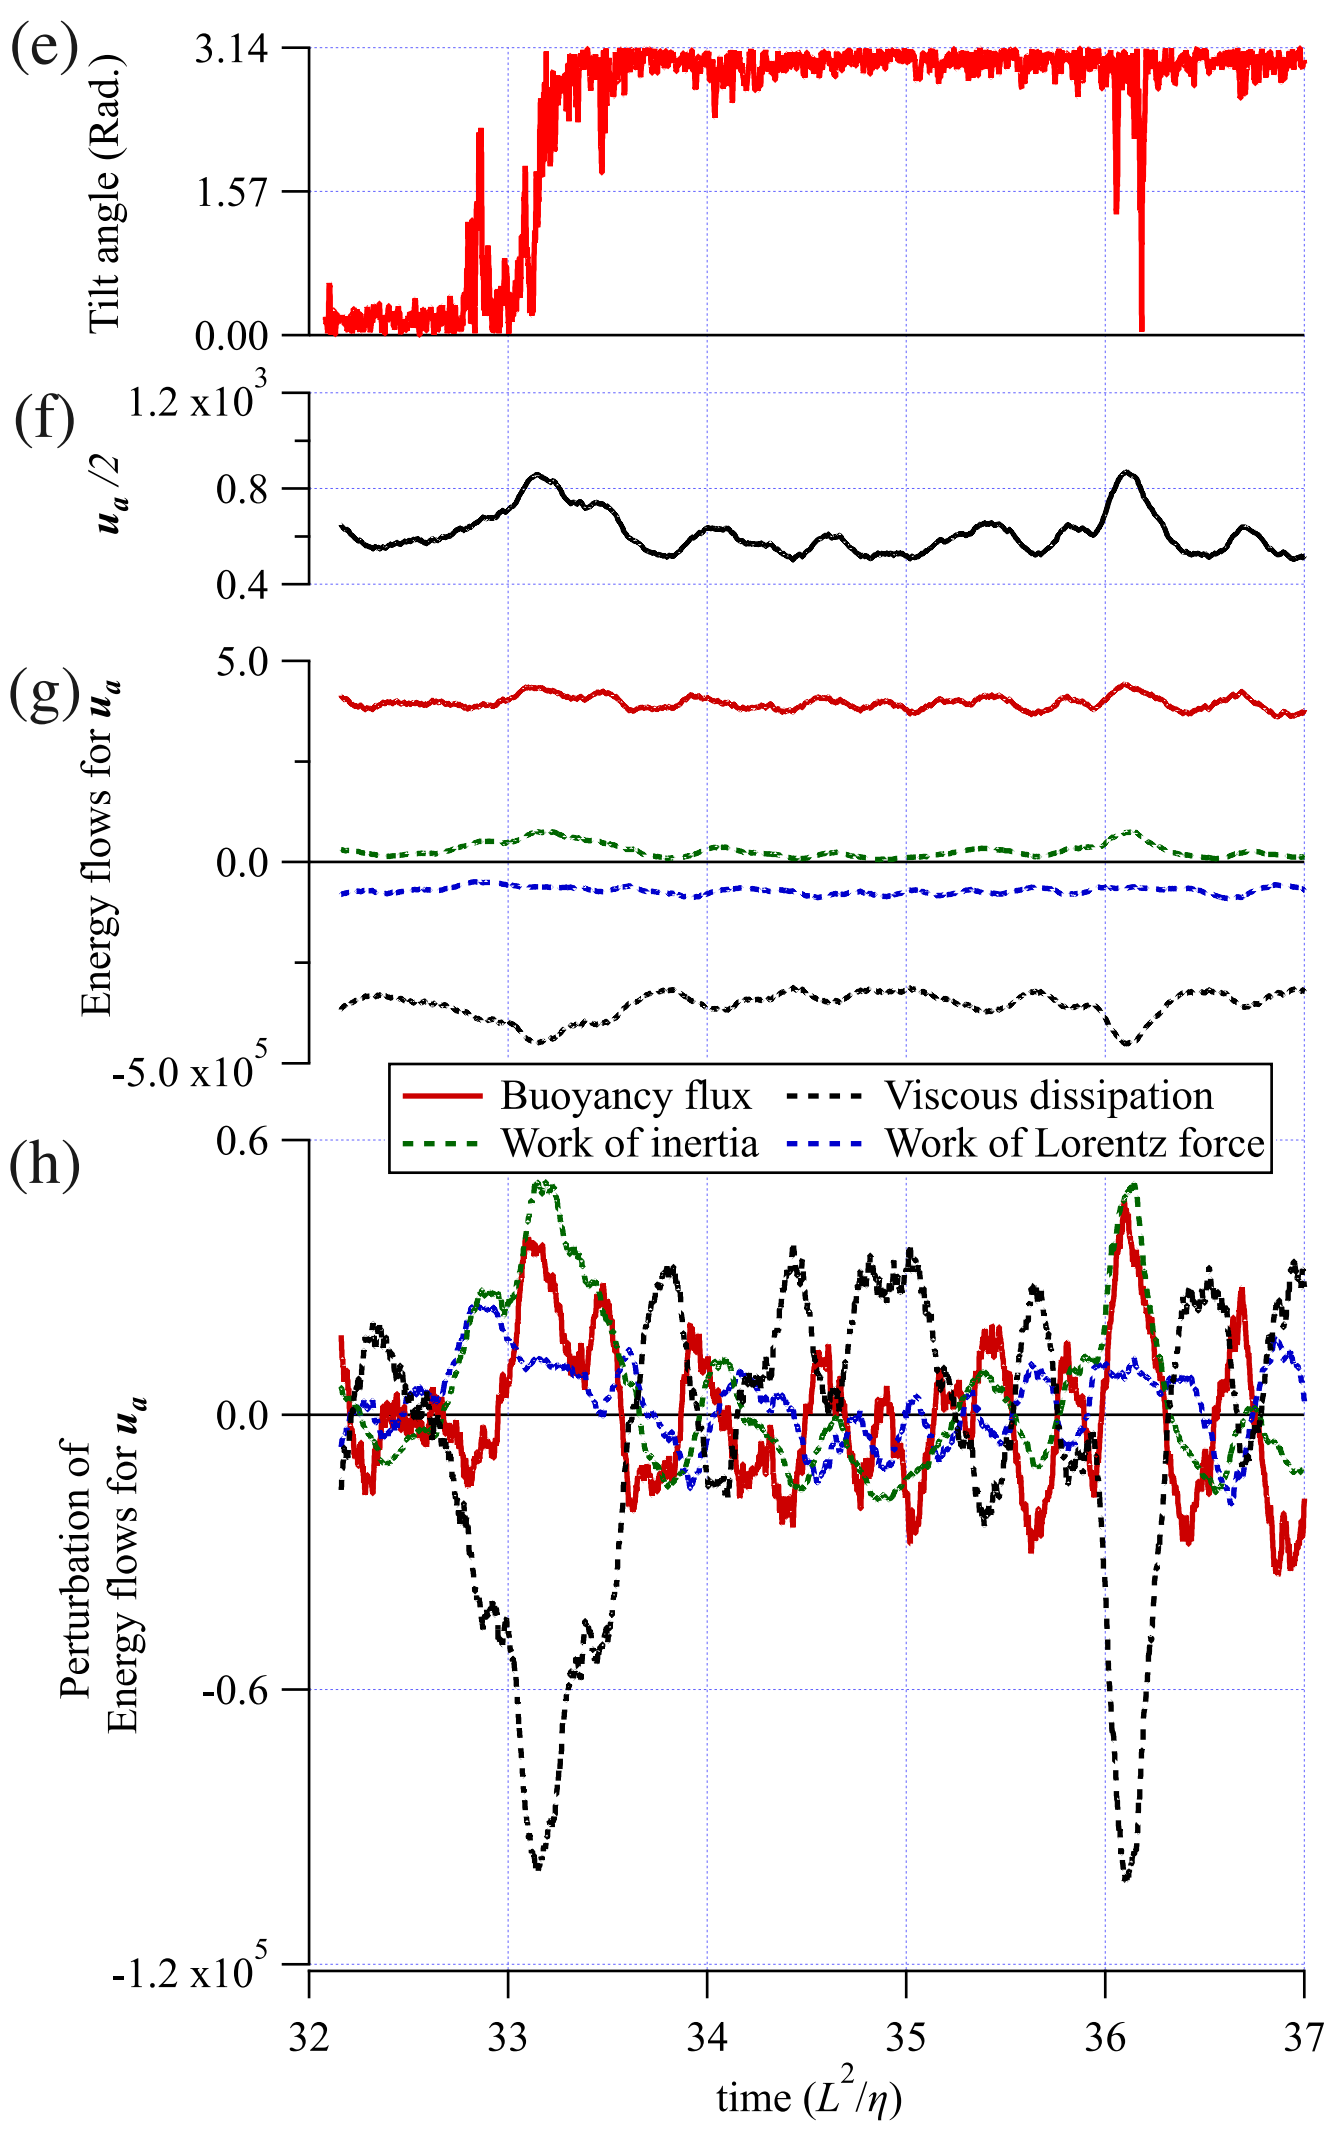 (e)
Tilt angle (Rad.)
3.14
1.57
0.00
(f)
u_a /2
1.2 x10^3
0.8
0.4
(g)
Energy flows for u_a
5.0
0.0
-5.0 x10^5
Buoyancy flux
Viscous dissipation
Work of inertia
Work of Lorentz force
(h)
Perturbation of
Energy flows for u_a
0.6
0.0
-0.6
-1.2 x10^5
32 33 34 35 36 37
time (L^2/η)